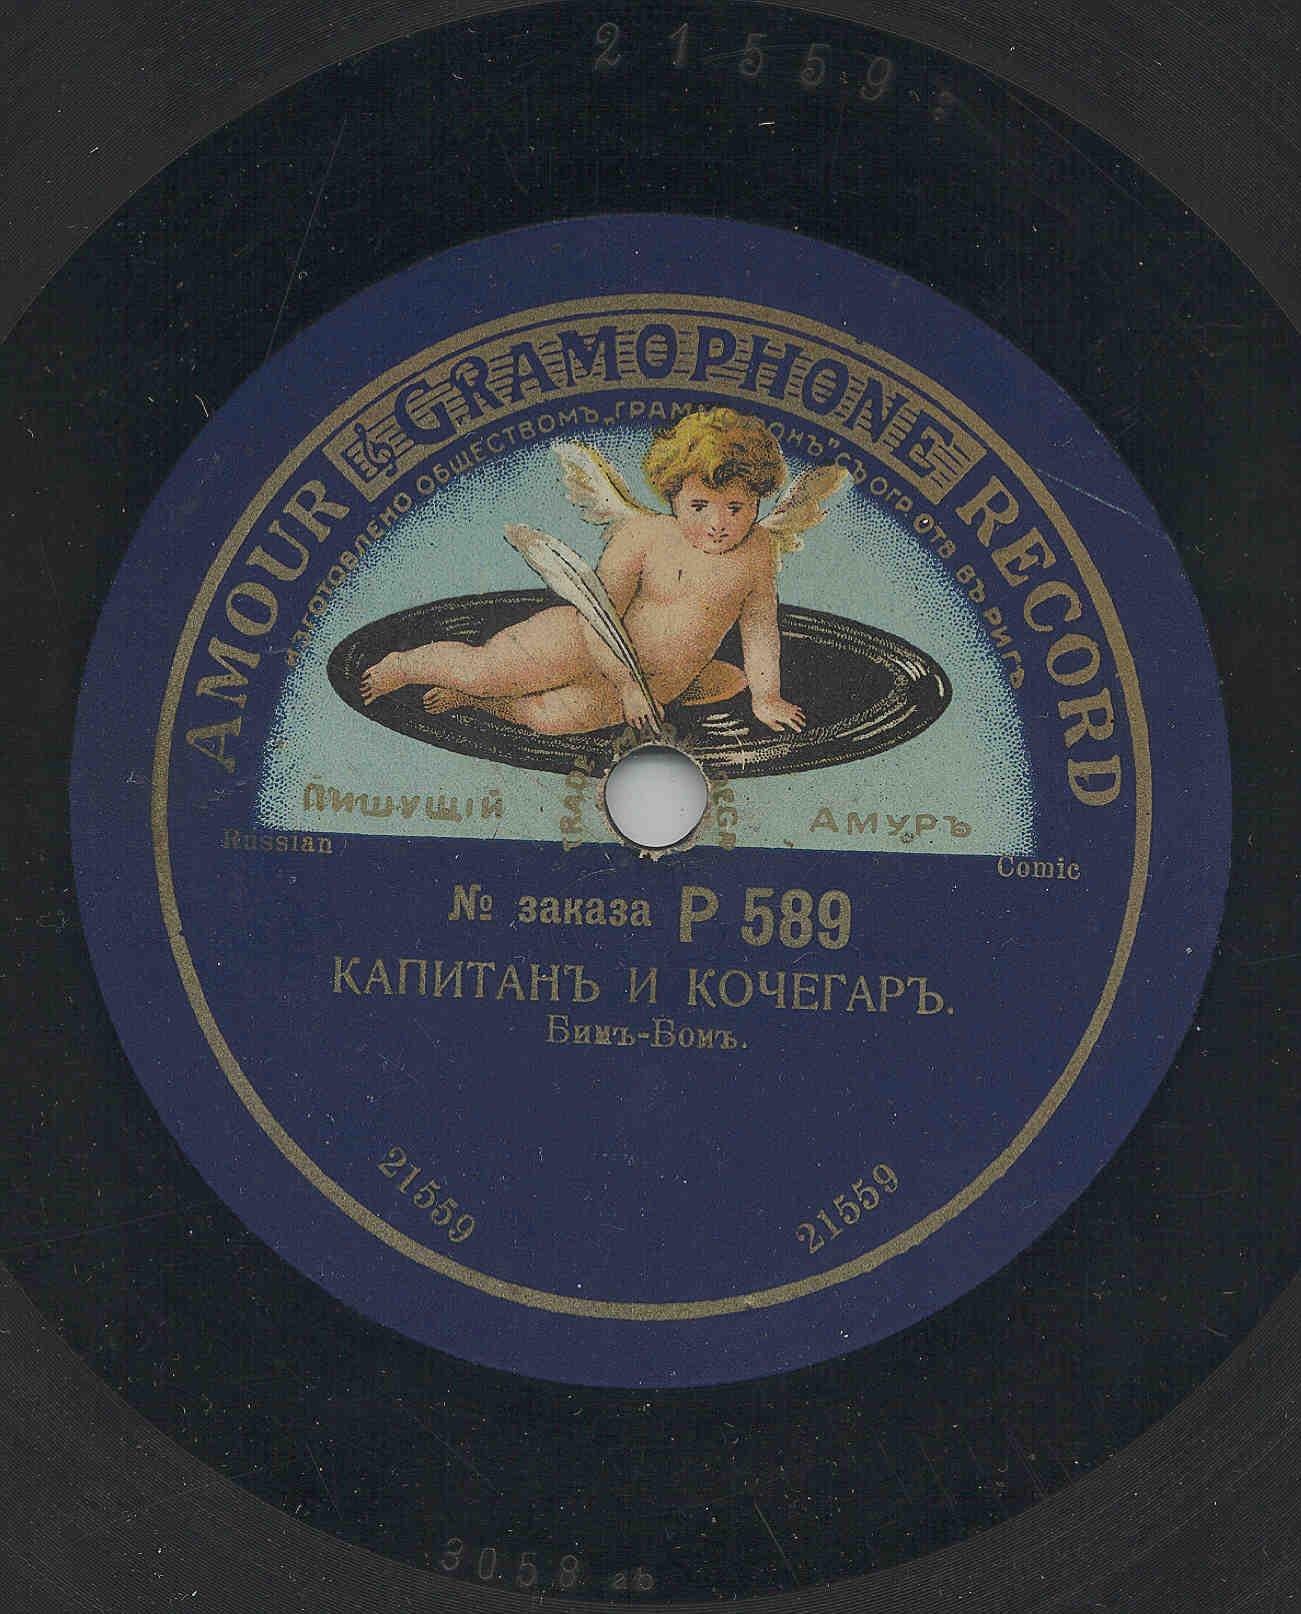 21559
AMOUR GRAMOPHONE RECORD
ИЗГОТОВЛЕНО ОБЩЕСТВОМЪ „ГРАММОФОНЪ" СЪ ОГР ОТВ ВЪ РИГѢ
ПИШУЩІЙ АМУРЪ
TRADE
Russian Comic
№ заказа Р 589
КАПИТАНЪ И КОЧЕГАРЪ.
Бимъ-Бомъ.
21559 21559
3058